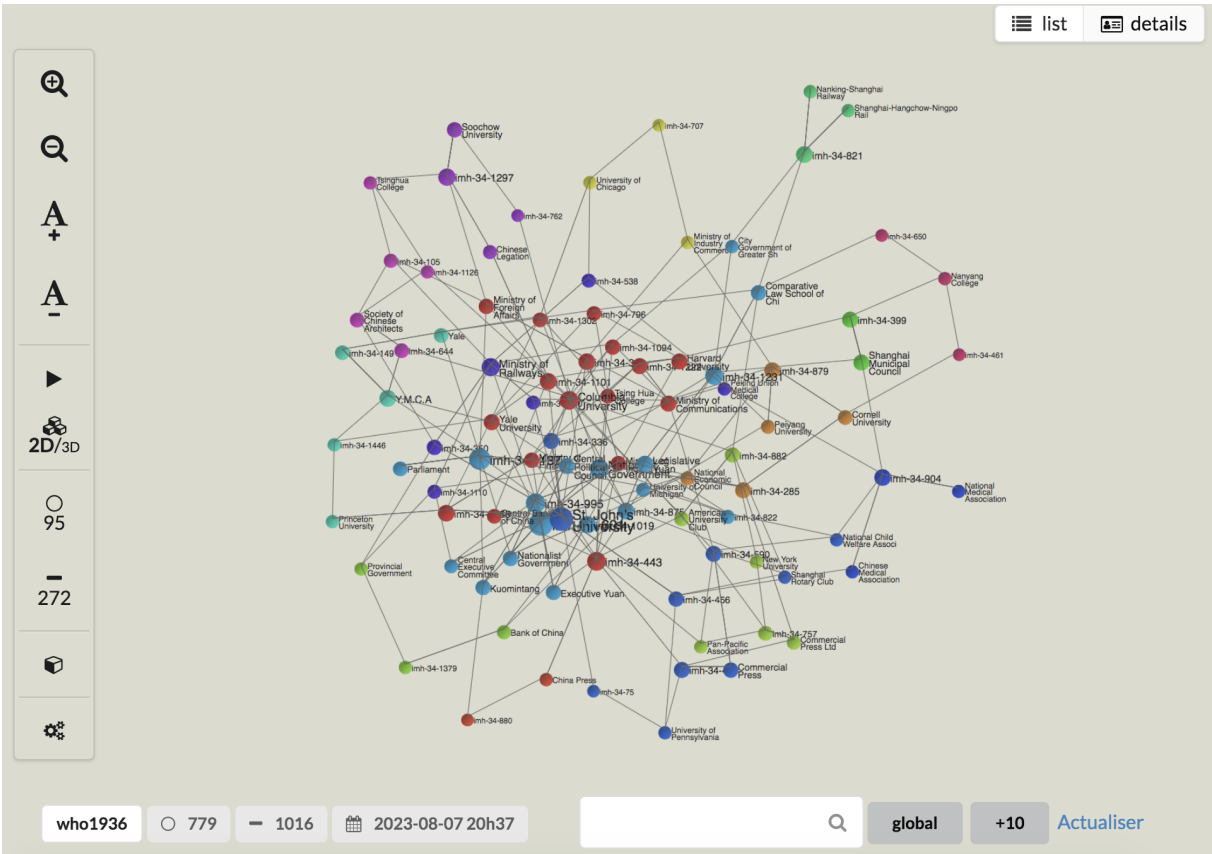 list
details
A
+
A
-
2D/3D
95
272
Nanking-Shanghai
Railway
Shanghai-Hangchow-Ningpo
Rail
imh-34-821
imh-34-707
Soochow
University
Tsinghua
College
imh-34-1297
University of
Chicago
imh-34-762
Ministry of
Industry
Commerc
City
Government of
Greater Sh
imh-34-650
Chinese
Legation
imh-34-105
imh-34-1126
imh-34-538
Nanyang
College
Comparative
Law School of
Chi
Ministry of
Foreign
Affairs
Society of
Chinese
Architects
imh-34-1302
imh-34-796
imh-34-399
Yale
imh-34-149
imh-34-644
imh-34-1094
imh-34-461
Ministry of
Railways
Harvard
University
Shanghai
Municipal
Council
imh-34-879
imh-34-1101
Peking Union
Medical
College
Y.M.C.A
Columbia
University
Tsing Hua
College
Ministry of
Communications
Cornell
University
Yale
University
Peiyang
University
imh-34-1446
imh-34-336
imh-34-882
Parliament
Central
Political
Council
Legislative
Yuan
Government
National
Economic
Council
imh-34-904
University of
Michigan
imh-34-285
National
Medical
Association
imh-34-1110
imh-34-995
Princeton
University
of China
St. John's
University
1019
American
University
Club
imh-34-822
National Child
Welfare Associ
Provincial
Government
Central
Executive
Committee
Nationalist
Government
imh-34-443
New York
University
Shanghai
Rotary Club
Chinese
Medical
Association
Kuomintang
Executive Yuan
imh-34-456
Bank of China
imh-34-757
Pan-Pacific
Association
Commercial
Press Ltd
imh-34-1379
Commercial
Press
China Press
imh-34-75
imh-34-880
University of
Pennsylvania
who1936
779
1016
2023-08-07 20h37
global
+10
Actualiser